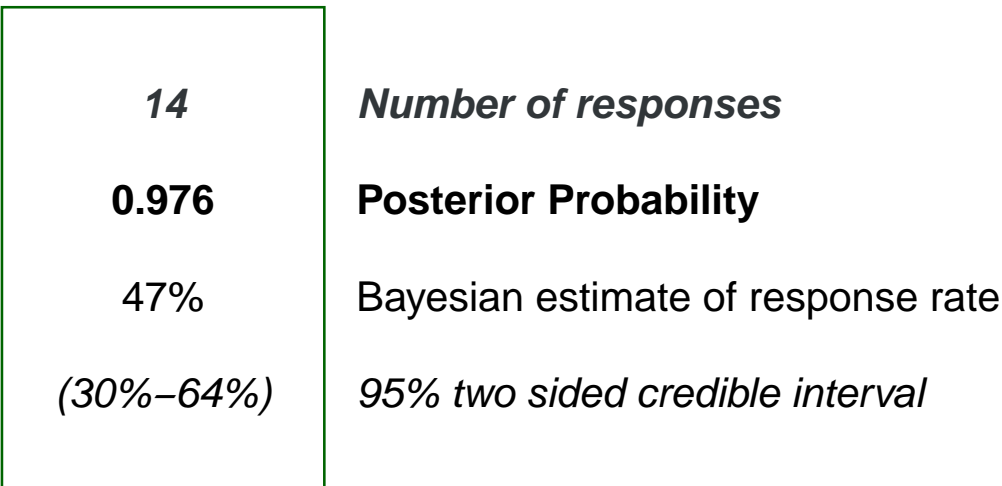 14 Number of responses
0.976 Posterior Probability
47% Bayesian estimate of response rate
(30%−64%) 95% two sided credible interval